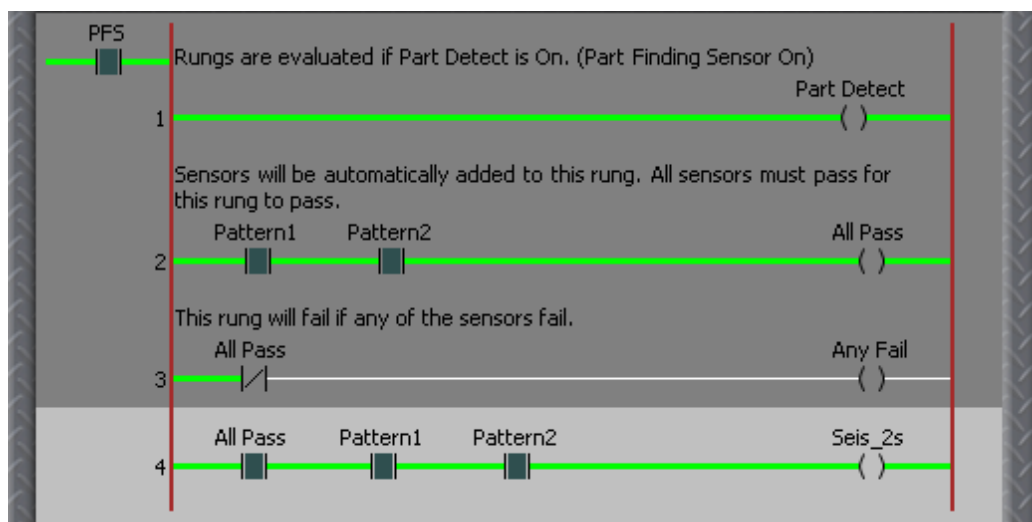 PFS
Rungs are evaluated if Part Detect is On. (Part Finding Sensor On)
Part Detect
1
Sensors will be automatically added to this rung. All sensors must pass for
this rung to pass.
Pattern1 Pattern2 All Pass
2
This rung will fail if any of the sensors fail.
All Pass Any Fail
3
All Pass Pattern1 Pattern2 Seis_2s
4